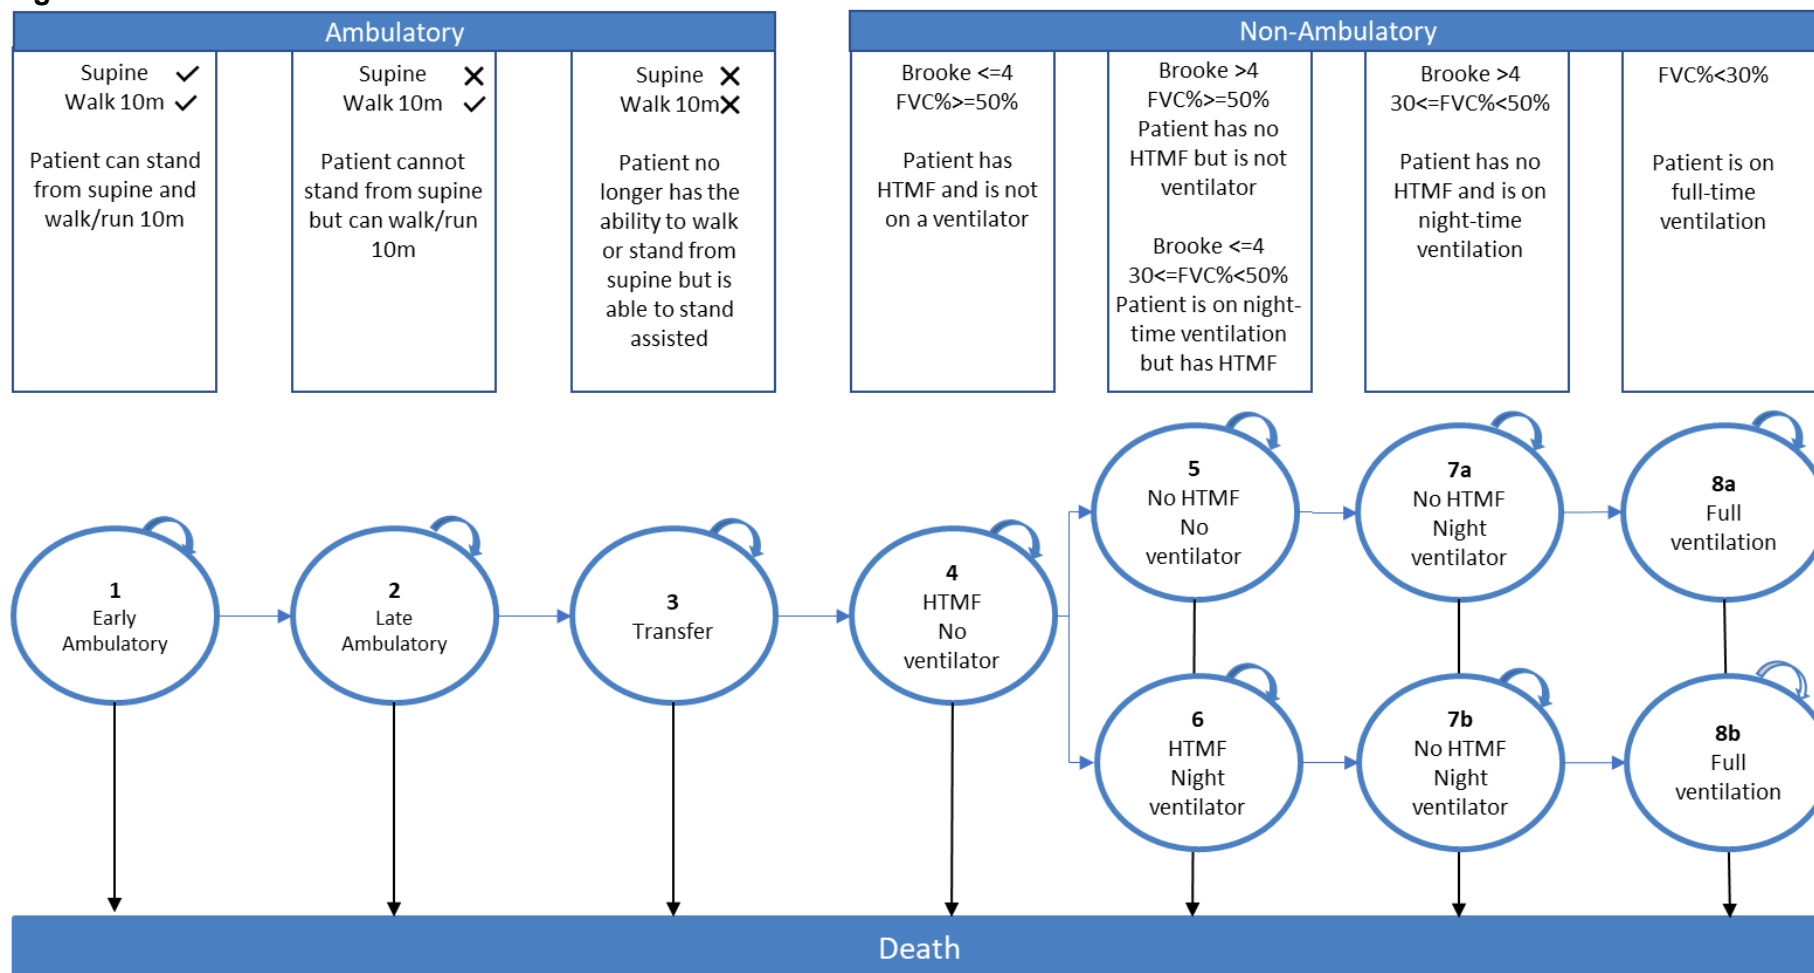 Ambulatory
Non-Ambulatory
Supine ✓
Walk 10m ✓
Patient can stand
from supine and
walk/run 10m
Supine ✕
Walk 10m ✓
Patient cannot
stand from supine
but can walk/run
10m
Supine ✕
Walk 10m✕
Patient no
longer has the
ability to walk
or stand from
supine but is
able to stand
assisted
Brooke <=4
FVC%>=50%
Patient has
HTMF and is not
on a ventilator
Brooke >4
FVC%>=50%
Patient has no
HTMF but is not
ventilator
Brooke <=4
30<=FVC%<50%
Patient is on night-
time ventilation
but has HTMF
Brooke >4
30<=FVC%<50%
Patient has no
HTMF and is on
night-time
ventilation
FVC%<30%
Patient is on
full-time
ventilation
1
Early
Ambulatory
2
Late
Ambulatory
3
Transfer
4
HTMF
No
ventilator
5
No HTMF
No
ventilator
7a
No HTMF
Night
ventilator
8a
Full
ventilation
6
HTMF
Night
ventilator
7b
No HTMF
Night
ventilator
8b
Full
ventilation
Death